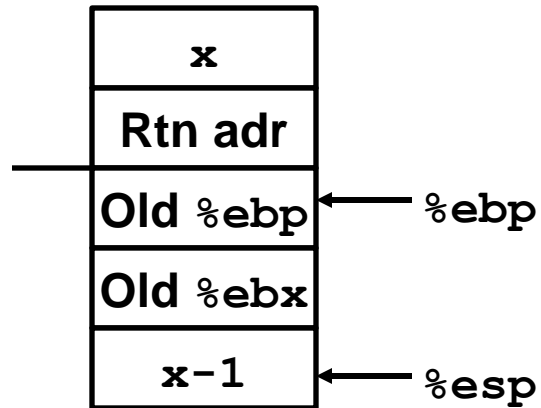 x
Rtn adr
Old %ebp
%ebp
Old %ebx
x-1
%esp